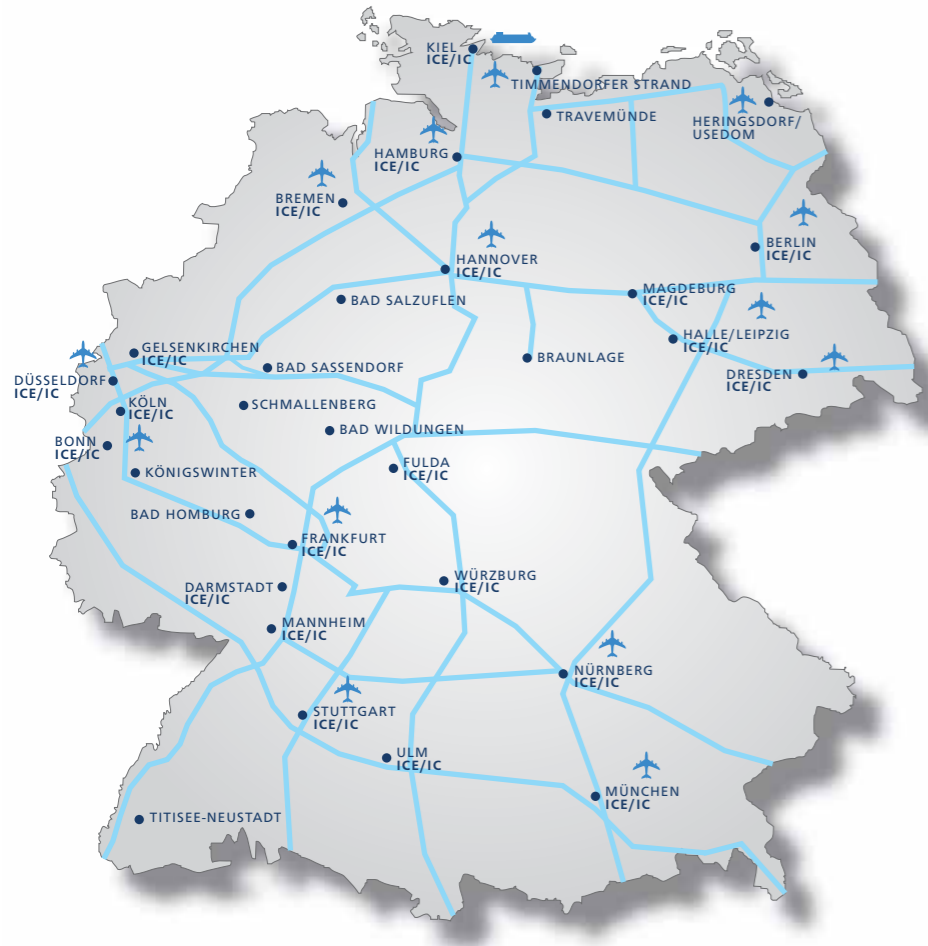 KIEL
ICE/IC
TIMMENDORFER STRAND
TRAVEMÜNDE
HERINGSDORF/
USEDOM
HAMBURG
ICE/IC
BREMEN
ICE/IC
BERLIN
ICE/IC
HANNOVER
ICE/IC
MAGDEBURG
ICE/IC
BAD SALZUFLEN
HALLE/LEIPZIG
ICE/IC
GELSENKIRCHEN
ICE/IC
BRAUNLAGE
BAD SASSENDORF
DRESDEN
ICE/IC
DÜSSELDORF
ICE/IC
KÖLN
ICE/IC
SCHMALLENBERG
BAD WILDUNGEN
BONN
ICE/IC
FULDA
ICE/IC
KÖNIGSWINTER
BAD HOMBURG
FRANKFURT
ICE/IC
WÜRZBURG
ICE/IC
DARMSTADT
ICE/IC
MANNHEIM
ICE/IC
NÜRNBERG
ICE/IC
STUTTGART
ICE/IC
ULM
ICE/IC
MÜNCHEN
ICE/IC
TITISEE-NEUSTADT